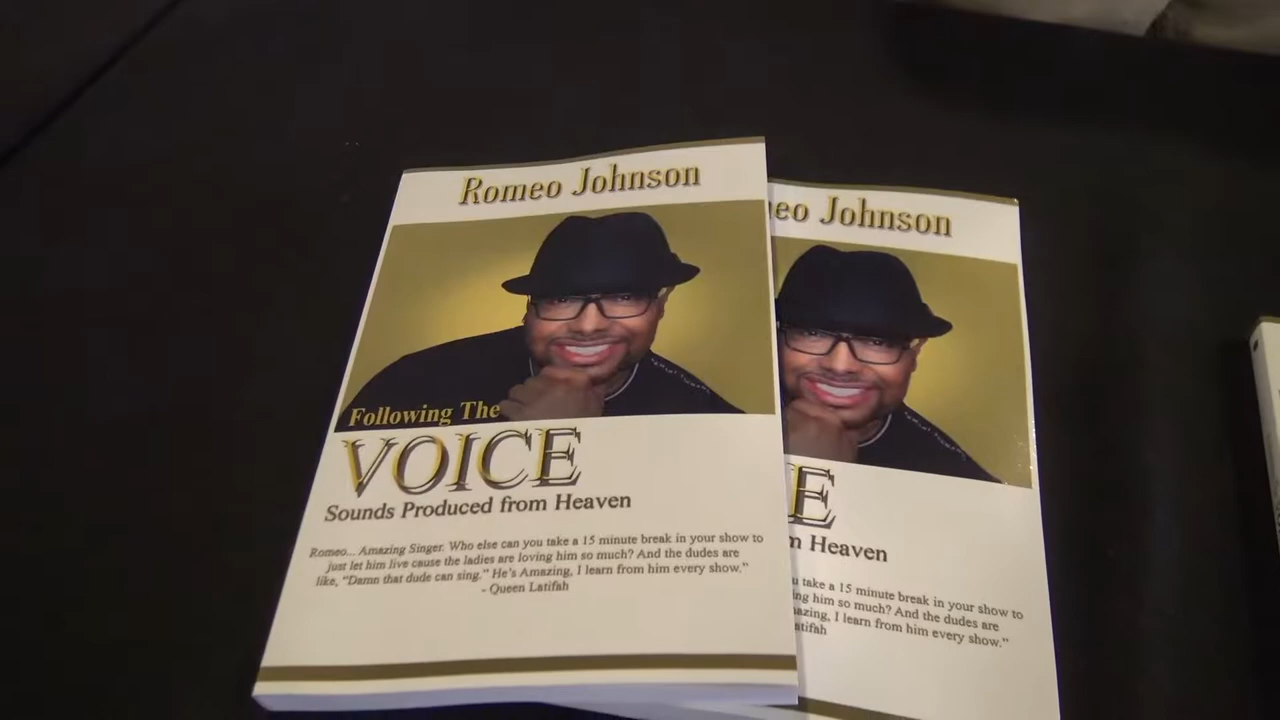 Romeo Johnson
Following The
VOICE
Sounds Produced from Heaven
Romeo... Amazing Singer. Who else can you take a 15 minute break in your show to
just let him live cause the ladies are loving him so much? And the dudes are
like, “Damn that dude can sing.” He's Amazing, I learn from him every show.”
- Queen Latifah
eo Johnson
E
m Heaven
u take a 15 minute break in your show to
ing him so much? And the dudes are
azing, I learn from him every show.”
atifah